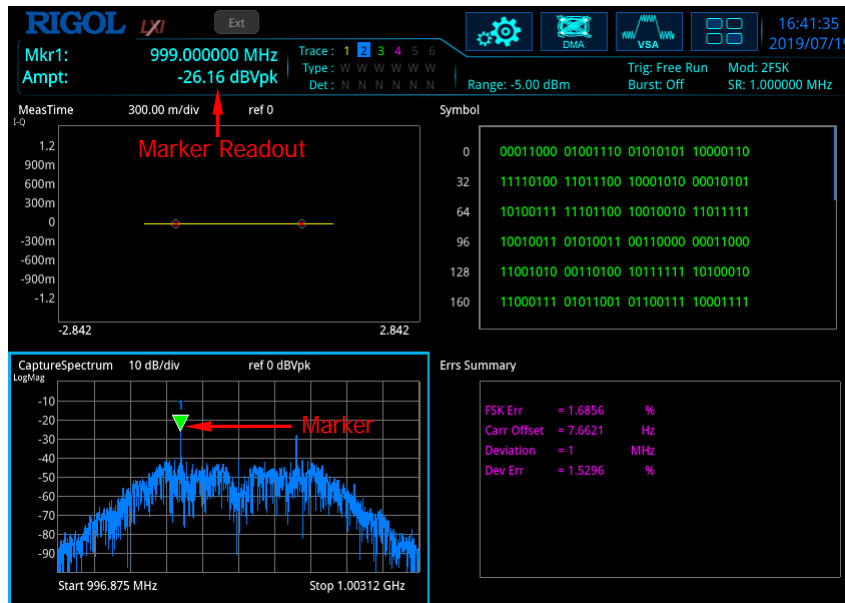 RIGOL LXI Ext
Mkr1: 999.000000 MHz
Ampt: -26.16 dBVpk
Trace: 1 2 3 4 5 6
Type: W W W W W W
Det: N N N N N N
DMA
VSA
16:41:35
Range: -5.00 dBm
Trig: Free Run Mod: 2FSK
Burst: Off SR: 1.000000 MHz
MeasTime 300.00 m/div ref 0
I-Q
Marker Readout
1.2
900m
600m
300m
0
-300m
-600m
-900m
-1.2
-2.842 2.842
Symbol
0 00011000 01001110 01010101 10000110
32 11110100 11011100 10001010 00010101
64 10100111 11101100 10010010 11011111
96 10010011 01010011 00110000 00011000
128 11001010 00110100 10111111 10100010
160 11000111 01011001 01100111 10001111
CaptureSpectrum 10 dB/div ref 0 dBVpk
LogMag
1
Marker
-10
-20
-30
-40
-50
-60
-70
-80
-90
Start 996.875 MHz Stop 1.00312 GHz
Errs Summary
FSK Err = 1.6856 %
Carr Offset = 7.6621 Hz
Deviation = 1 MHz
Dev Err = 1.5296 %